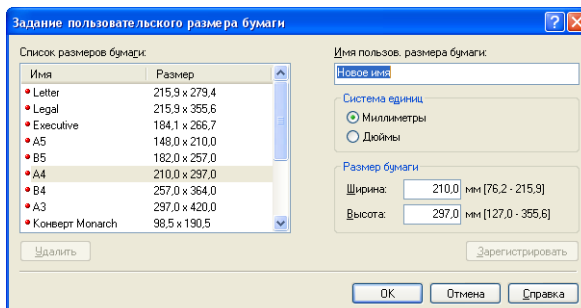 Задание пользовательского размера бумаги
Список размеров бумаги:
Имя Размер
Letter 215,9 x 279,4
Legal 215,9 x 355,6
Executive 184,1 x 266,7
A5 148,0 x 210,0
B5 182,0 x 257,0
A4 210,0 x 297,0
B4 257,0 x 364,0
A3 297,0 x 420,0
Конверт Monarch 98,5 x 190,5
Удалить
Имя пользов. размера бумаги:
Новое имя
Система единиц
Миллиметры
Дюймы
Размер бумаги
Ширина: 210,0 мм [76,2 - 215,9]
Высота: 297,0 мм [127,0 - 355,6]
Зарегистрировать
OK Отмена Справка